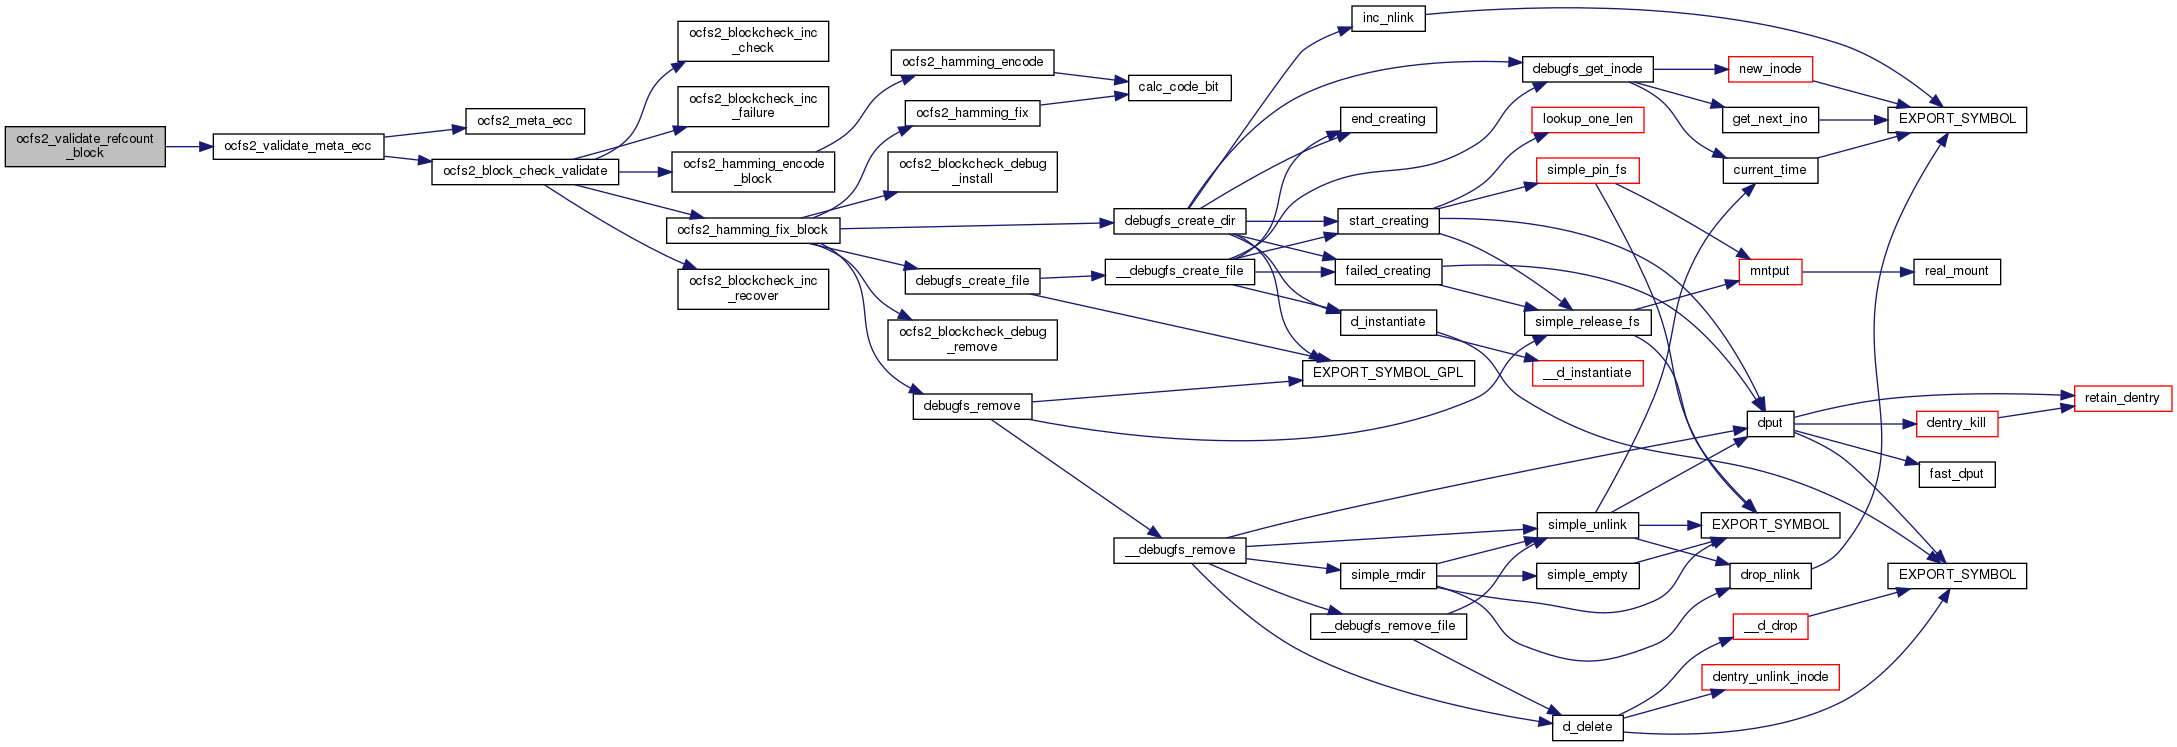 ocfs2_validate_refcount
_block
ocfs2_validate_meta_ecc
ocfs2_meta_ecc
ocfs2_block_check_validate
ocfs2_blockcheck_inc
_check
ocfs2_blockcheck_inc
_failure
ocfs2_hamming_encode
_block
ocfs2_hamming_fix_block
ocfs2_blockcheck_inc
_recover
ocfs2_hamming_encode
ocfs2_hamming_fix
ocfs2_blockcheck_debug
_install
debugfs_create_file
ocfs2_blockcheck_debug
_remove
debugfs_remove
calc_code_bit
debugfs_create_dir
__debugfs_create_file
__debugfs_remove
inc_nlink
end_creating
start_creating
failed_creating
d_instantiate
EXPORT_SYMBOL_GPL
simple_rmdir
__debugfs_remove_file
debugfs_get_inode
lookup_one_len
simple_pin_fs
simple_release_fs
__d_instantiate
simple_unlink
simple_empty
d_delete
new_inode
get_next_ino
current_time
mntput
dput
EXPORT_SYMBOL
drop_nlink
__d_drop
dentry_unlink_inode
EXPORT_SYMBOL
real_mount
dentry_kill
fast_dput
EXPORT_SYMBOL
retain_dentry